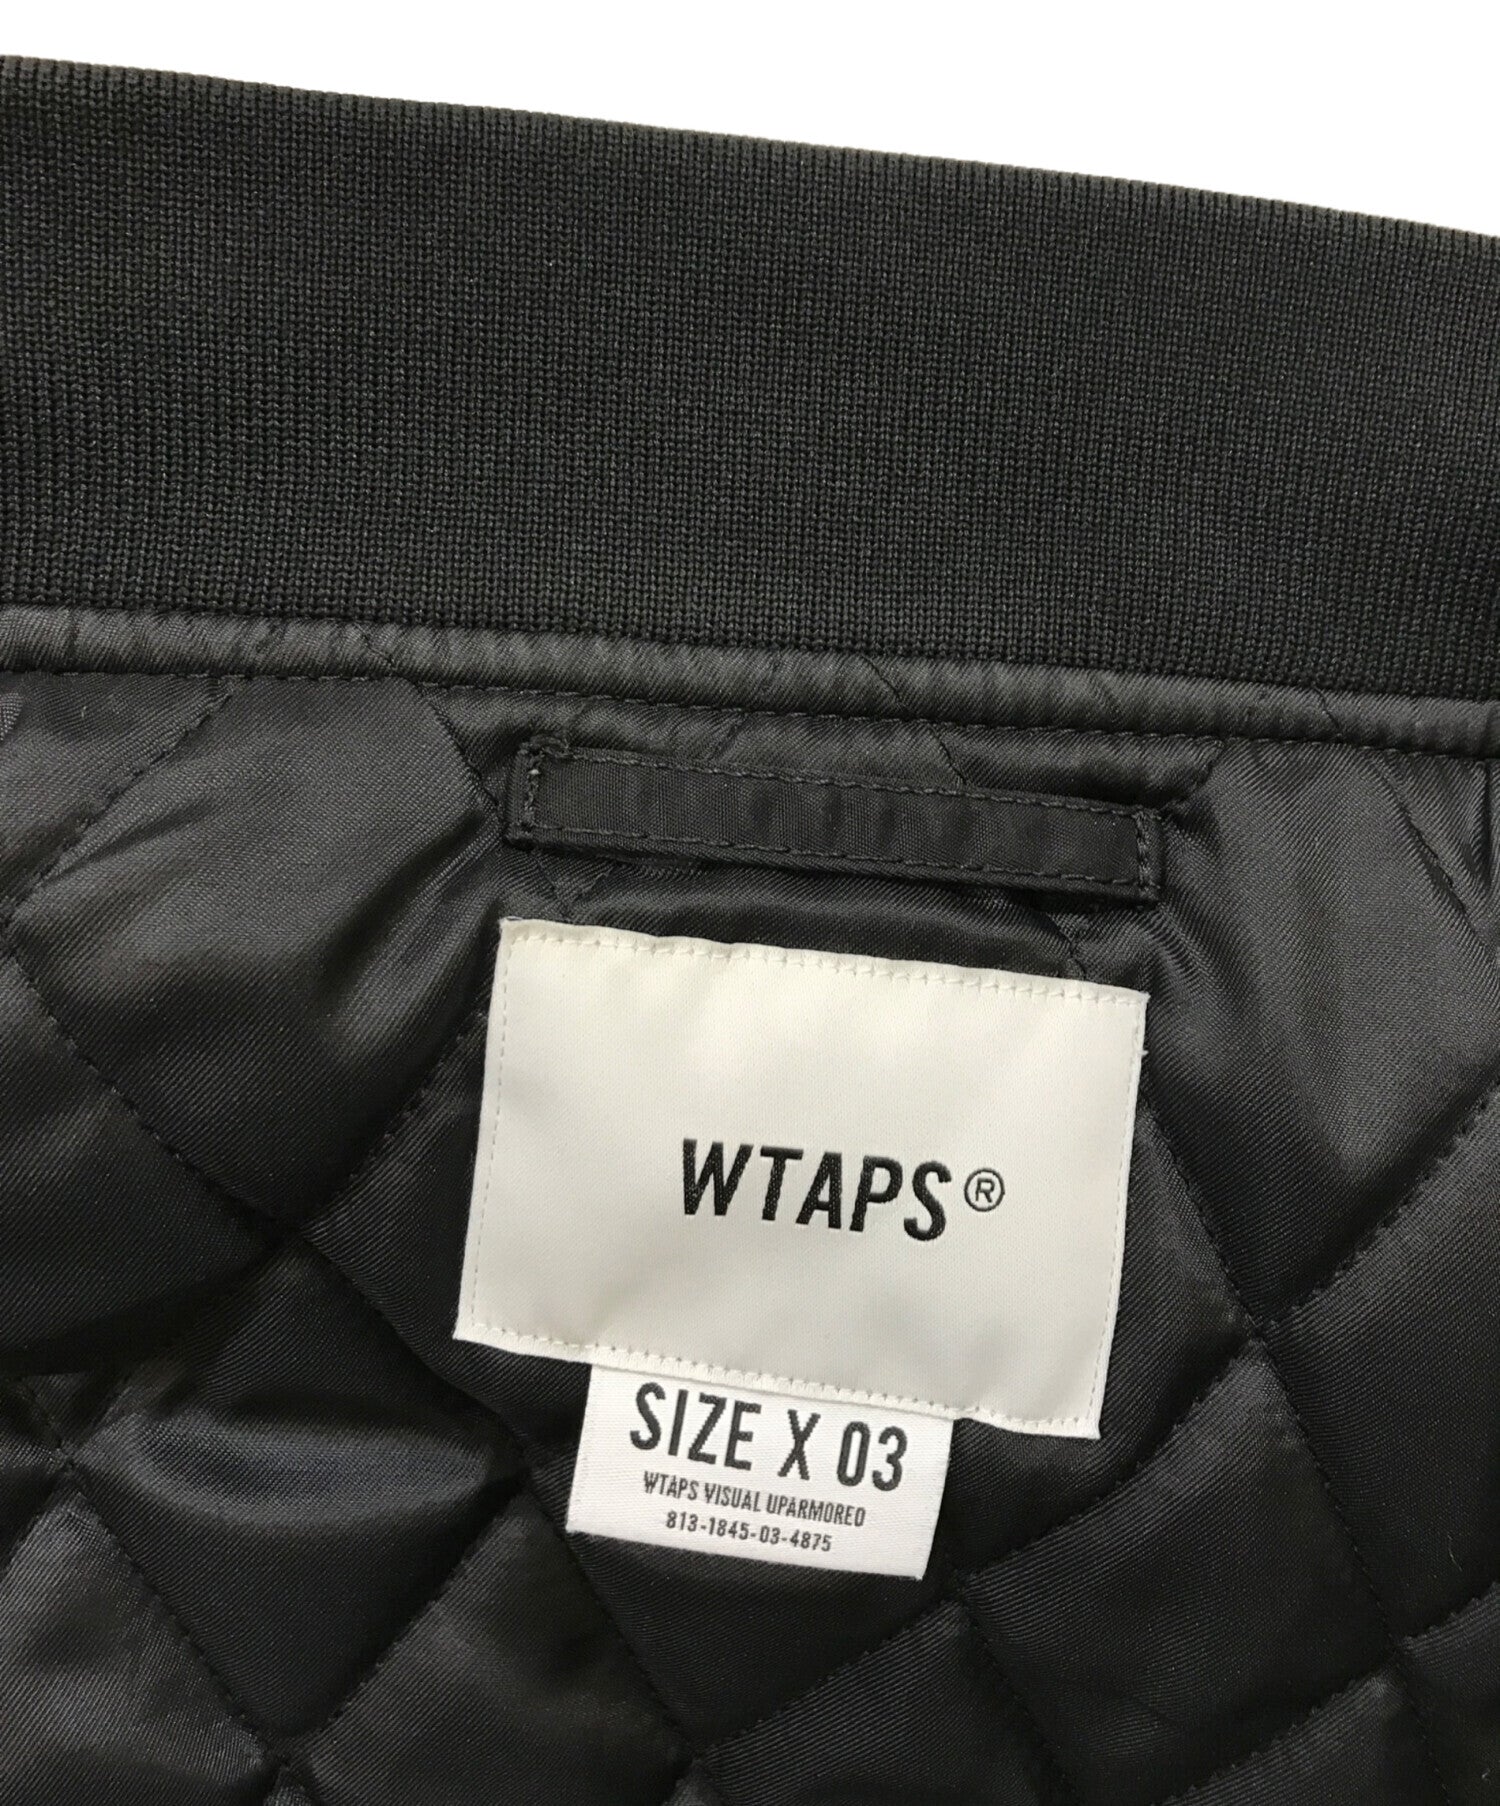 WTAPS®
SIZE X 03
WTAPS VISUAL UPARMORED
813-1845-03-4875